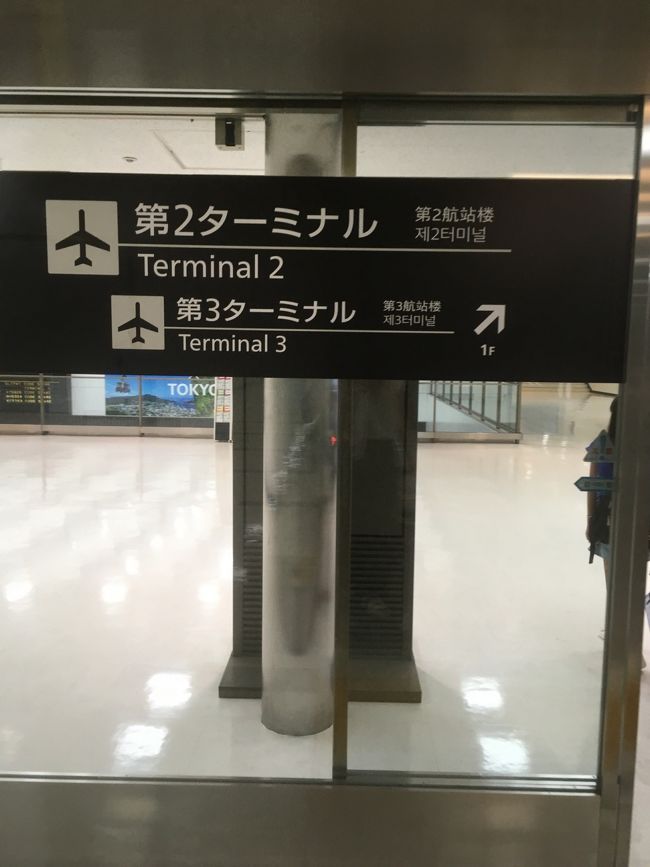 第2ターミナル
第2航站楼
제2터미널
Terminal 2
第3ターミナル
第3航站楼
제3터미널
Terminal 3
1F
TOKYO